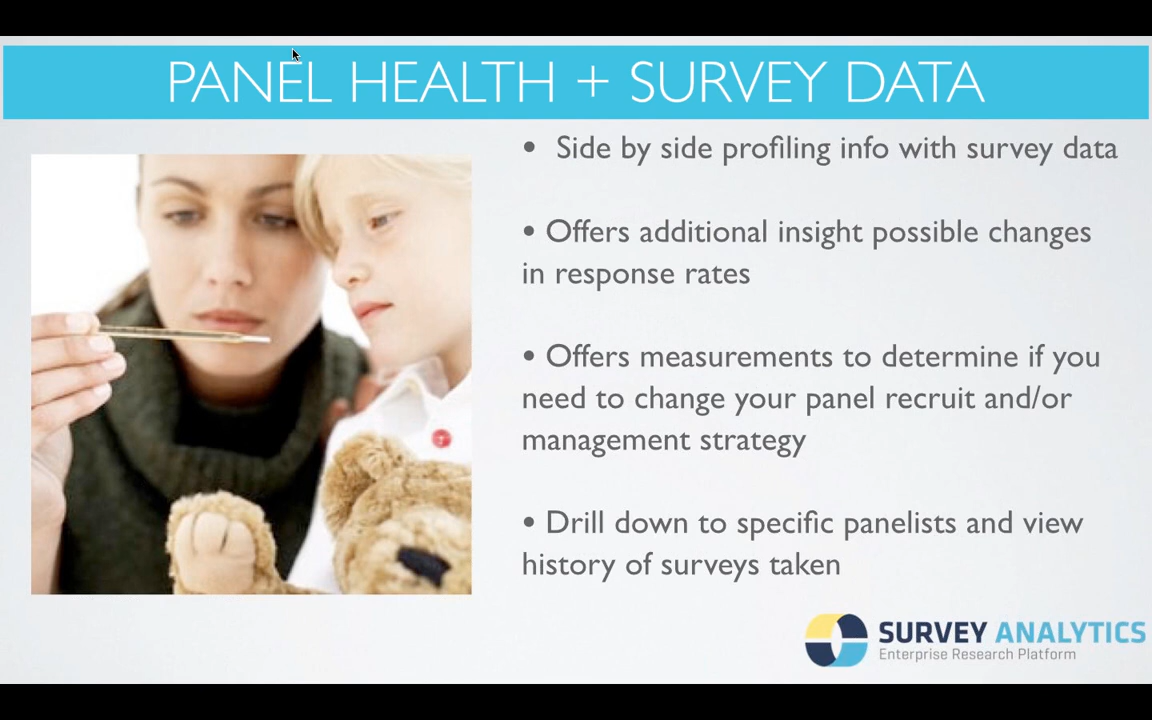 PANEL HEALTH + SURVEY DATA
• Side by side profiling info with survey data
• Offers additional insight possible changes
in response rates
• Offers measurements to determine if you
need to change your panel recruit and/or
management strategy
• Drill down to specific panelists and view
history of surveys taken
SURVEY ANALYTICS
Enterprise Research Platform